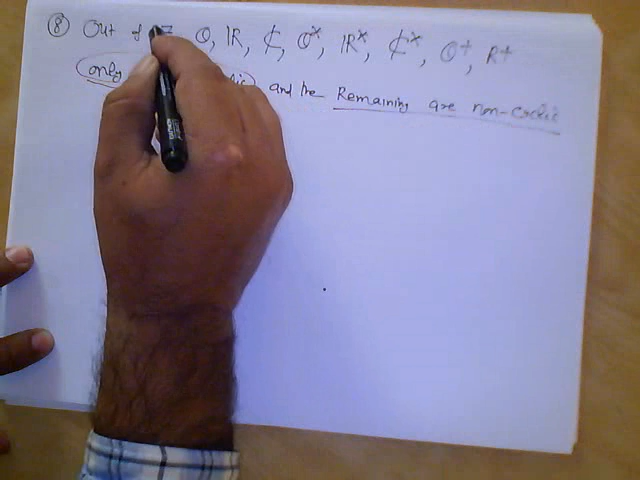 ⑧ Out of Q, R, ₵, Q*, R*, ₵*, Q+, R+
only and the Remaining are non-cyclic